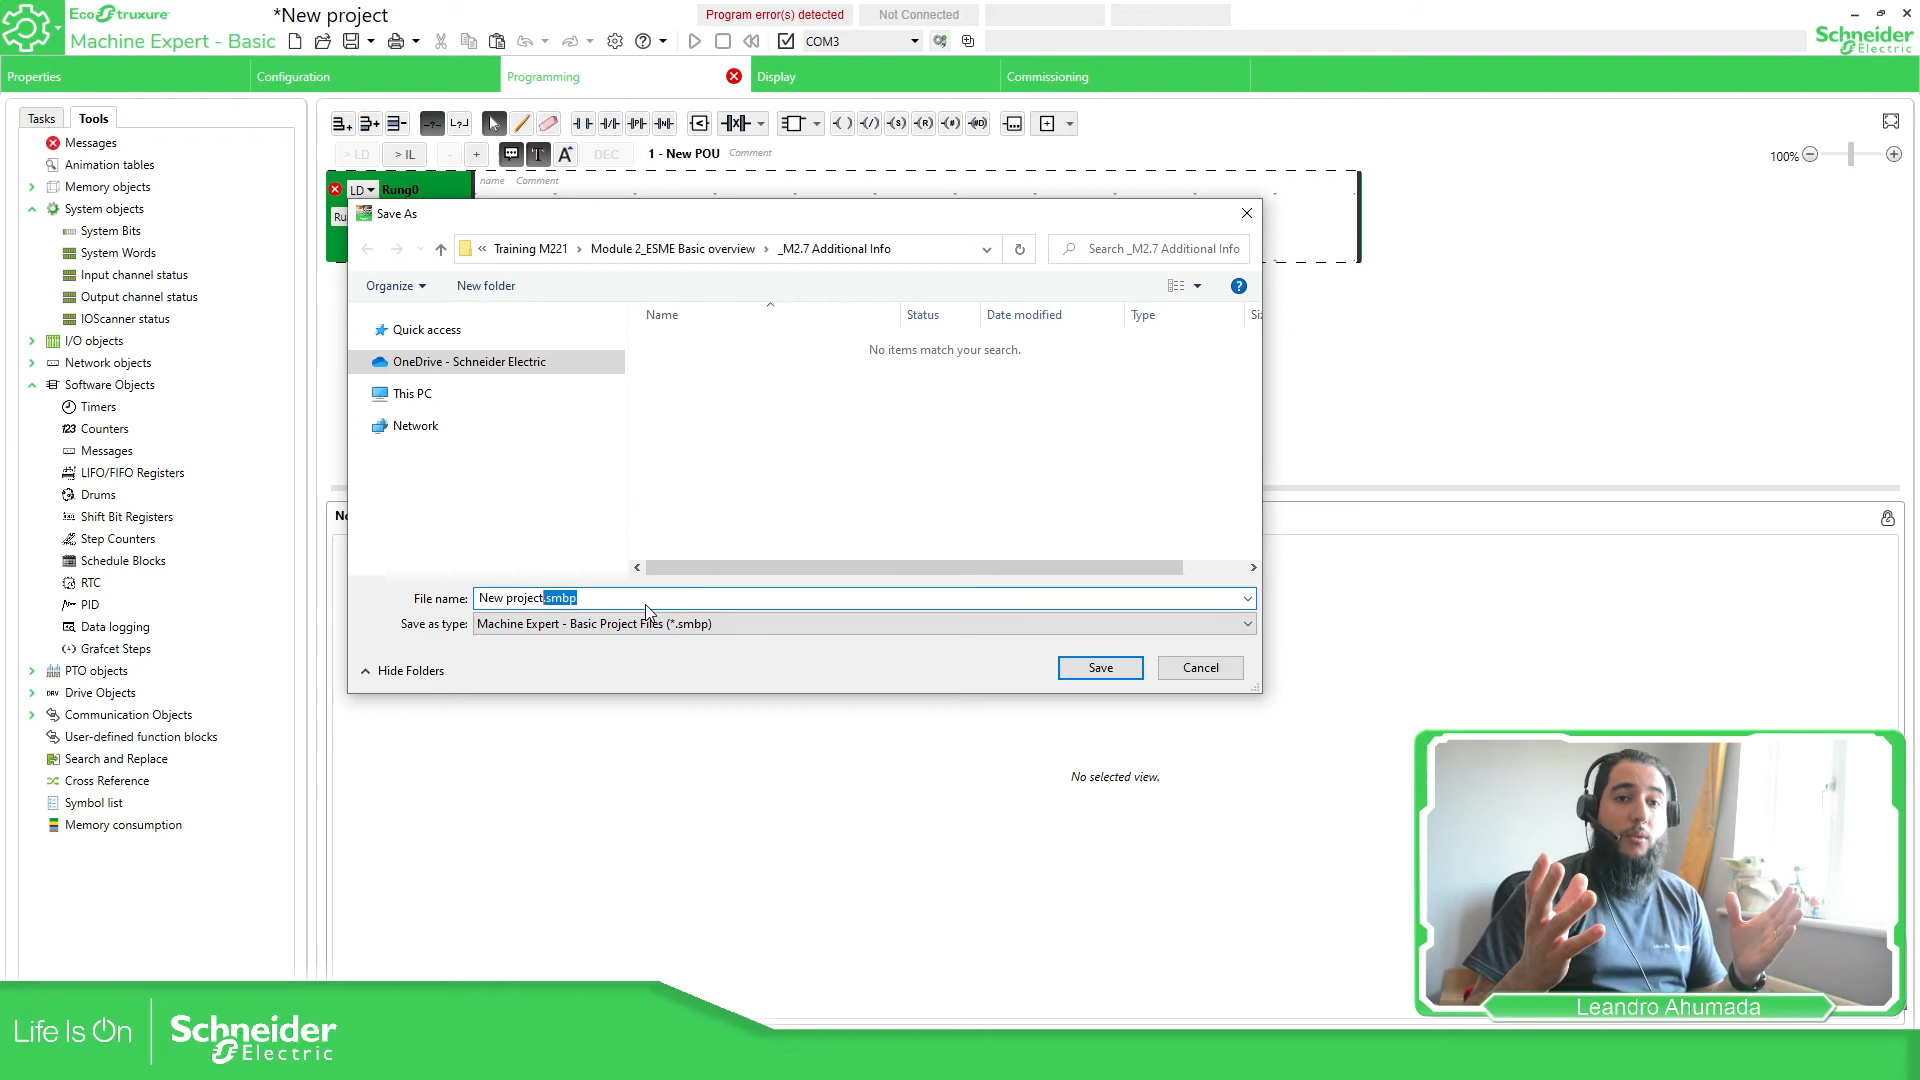 EcoStruxure
Machine Expert - Basic
*New project
Program error(s) detected
Not Connected
COM3
Schneider
Electric
Properties
Configuration
Programming
Display
Commissioning
Tasks
Tools
Messages
Animation tables
Memory objects
System objects
System Bits
System Words
Input channel status
Output channel status
IOScanner status
I/O objects
Network objects
Software Objects
Timers
123 Counters
Messages
LIFO/FIFO Registers
Drums
Shift Bit Registers
Step Counters
Schedule Blocks
RTC
PID
Data logging
Grafcet Steps
PTO objects
DRV Drive Objects
Communication Objects
User-defined function blocks
Search and Replace
Cross Reference
Symbol list
Memory consumption
> LD
> IL
-
+
T
A
DEC
1 - New POU
Comment
100%
LD
Rung0
name
Comment
Ru
Save As
« Training M221 › Module 2_ESME Basic overview › _M2.7 Additional Info
Search _M2.7 Additional Info
Organize
New folder
Quick access
OneDrive - Schneider Electric
This PC
Network
Name
Status
Date modified
Type
Siz
No items match your search.
File name:
New project.smbp
Save as type:
Machine Expert - Basic Project Files (*.smbp)
Hide Folders
Save
Cancel
No selected view.
Leandro Ahumada
Life Is On
Schneider
Electric